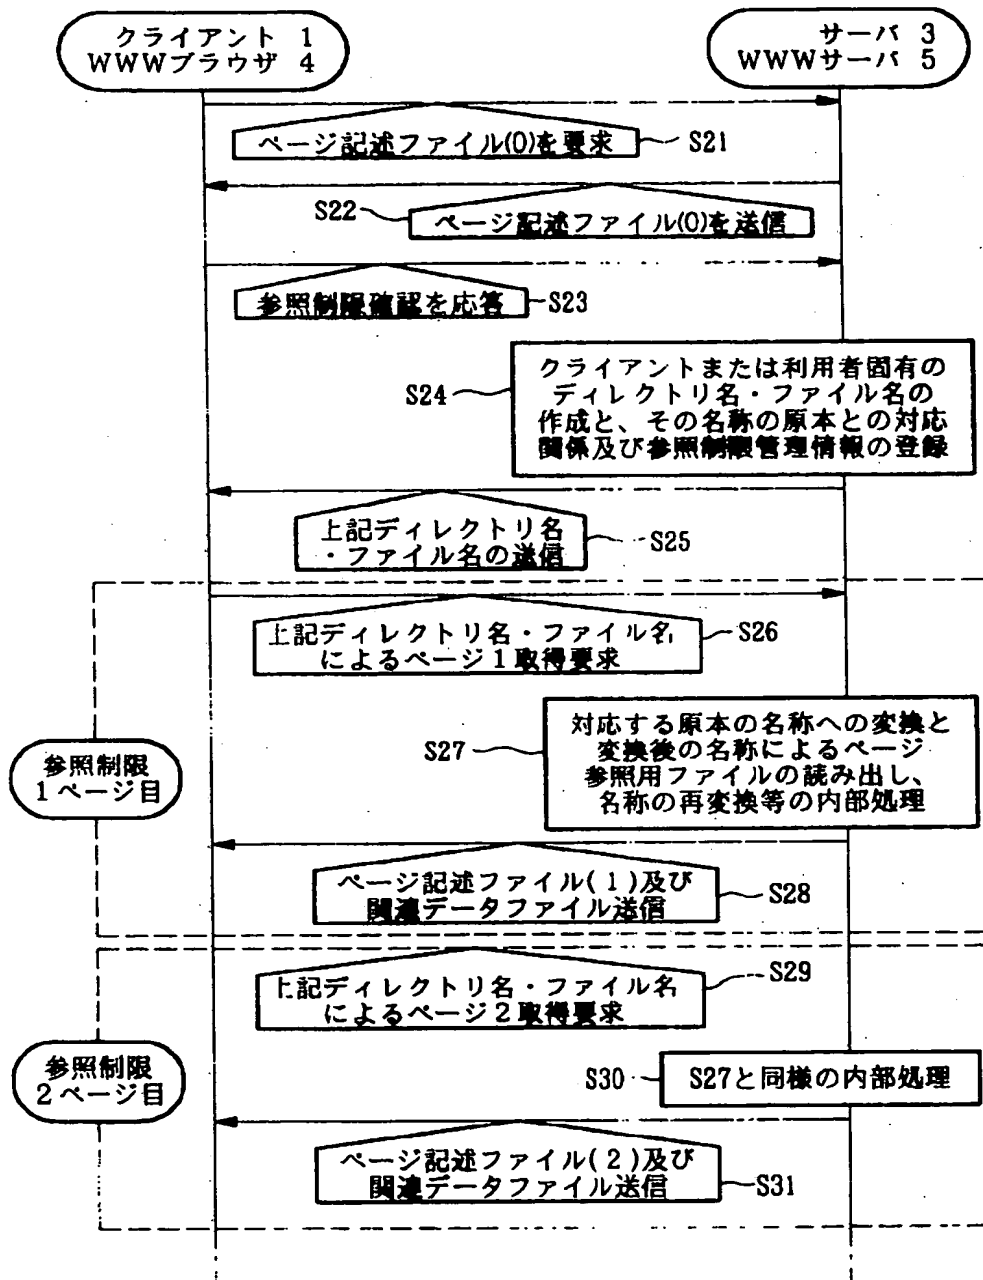 クライアント 1
WWWブラウザ 4
サーバ 3
WWWサーバ 5
ページ記述ファイル(0)を要求
S21
S22
ページ記述ファイル(0)を送信
参照制限確認を応答
S23
S24
クライアントまたは利用者固有の
ディレクトリ名・ファイル名の
作成と、その名称の原本との対応
関係及び参照制限管理情報の登録
上記ディレクトリ名
・ファイル名の送信
S25
上記ディレクトリ名・ファイル名
によるページ1取得要求
S26
参照制限
1ページ目
S27
対応する原本の名称への変換と
変換後の名称によるページ
参照用ファイルの読み出し、
名称の再変換等の内部処理
ページ記述ファイル(1)及び
関連データファイル送信
S28
上記ディレクトリ名・ファイル名
によるページ2取得要求
S29
参照制限
2ページ目
S30
S27と同様の内部処理
ページ記述ファイル(2)及び
関連データファイル送信
S31